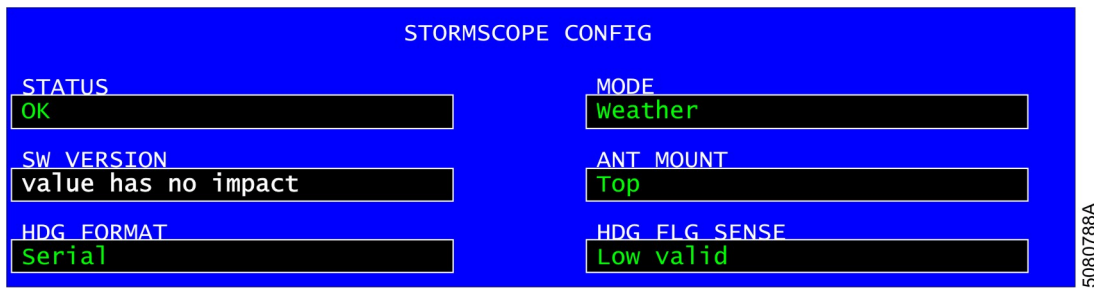 STORMSCOPE CONFIG
STATUS
OK
MODE
Weather
SW VERSION
value has no impact
ANT MOUNT
Top
HDG FORMAT
Serial
HDG FLG SENSE
Low valid
5080788A